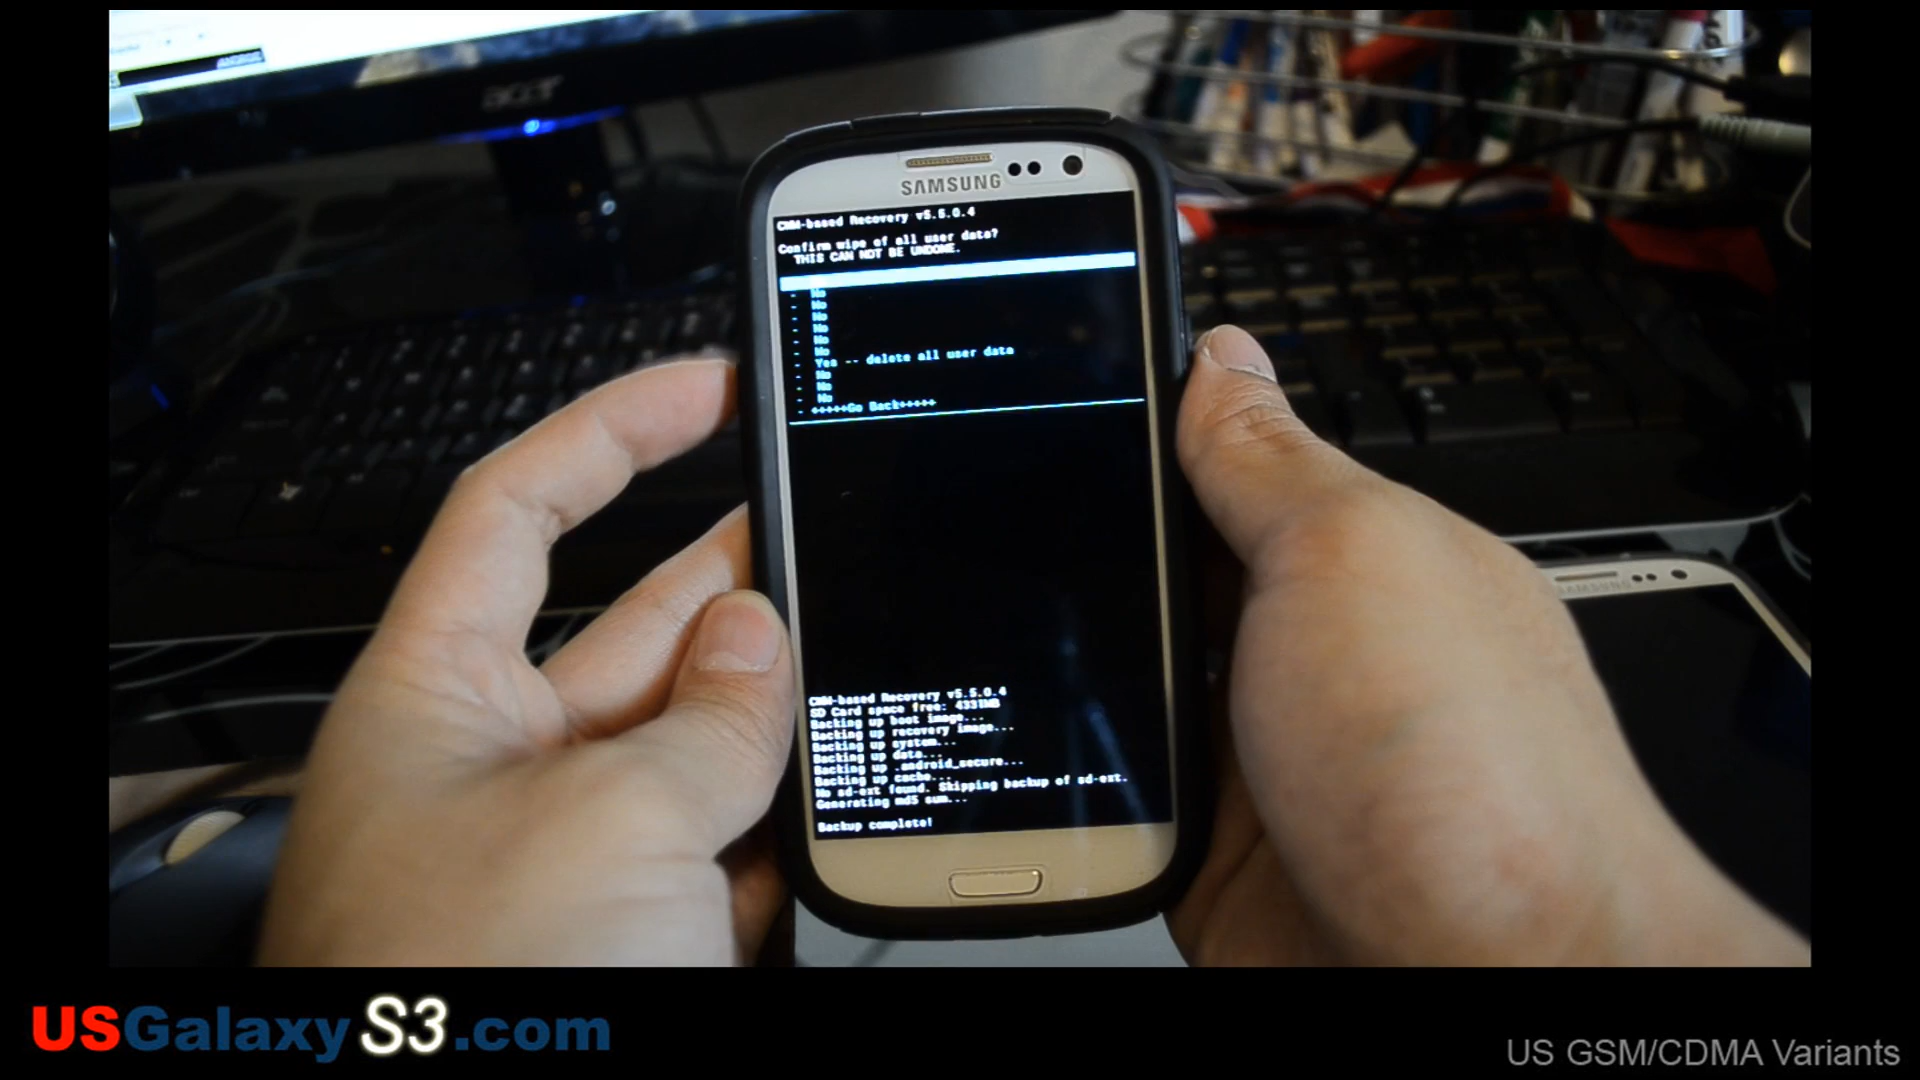 acer
SAMSUNG
CWM-based Recovery v5.5.0.4
Confirm wipe of all user data?
THIS CAN NOT BE UNDONE.
- No
- No
- No
- No
- No
- No
- Yes -- delete all user data
- No
- No
- No
- +++++Go Back+++++
CWM-based Recovery v5.5.0.4
SD Card space free: 4331MB
Backing up boot image...
Backing up recovery image...
Backing up system...
Backing up data...
Backing up .android_secure...
Backing up cache...
No sd-ext found. Skipping backup of sd-ext.
Generating md5 sum...
Backup complete!
SAMSUNG
USGalaxyS3.com
US GSM/CDMA Variants